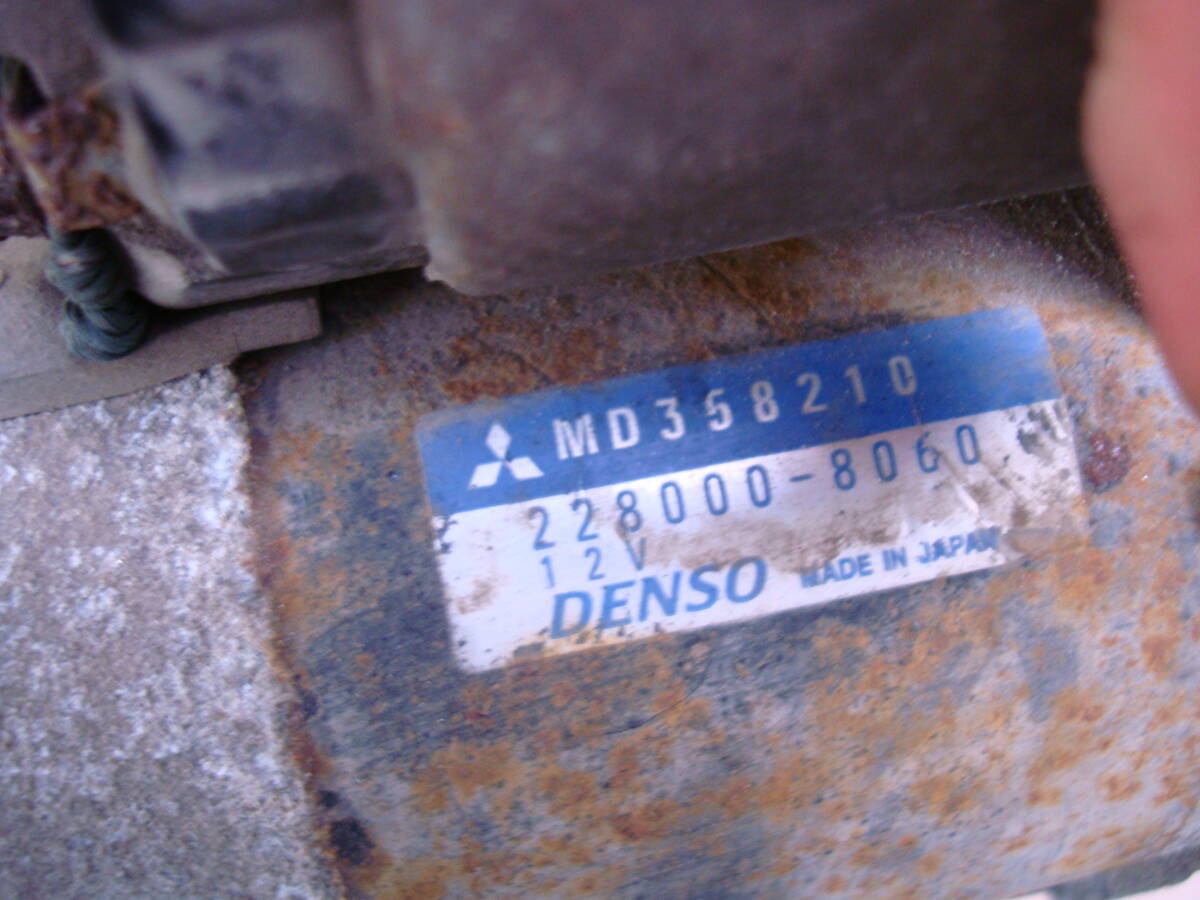 MD358210
228000-8060
12V
DENSO MADE IN JAPAN